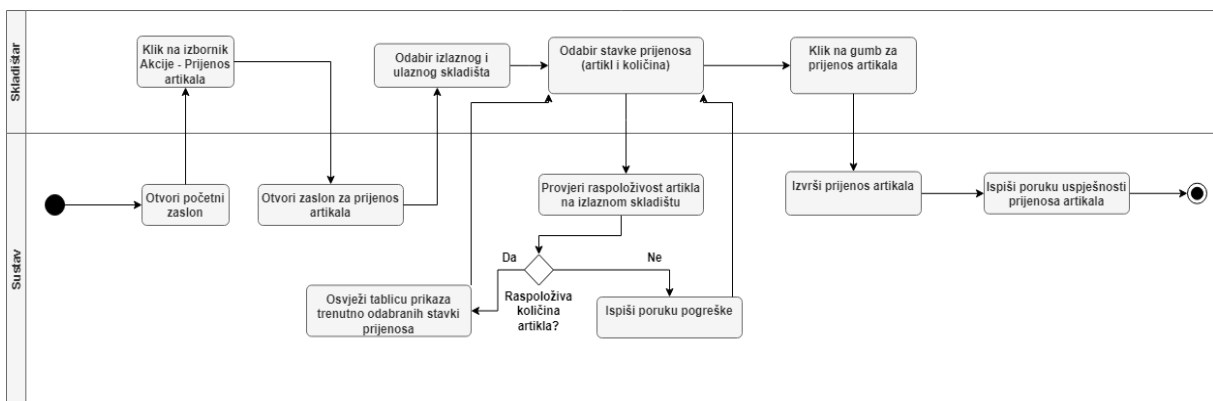 Skladištar
Klik na izbornik
Akcije - Prijenos
artikala
Odabir izlaznog i
ulaznog skladišta
Odabir stavke prijenosa
(artikl i količina)
Klik na gumb za
prijenos artikala
Sustav
Otvori početni
zaslon
Otvori zaslon za prijenos
artikala
Provjeri raspoloživost artikla
na izlaznom skladištu
Izvrši prijenos artikala
Ispiši poruku uspješnosti
prijenosa artikala
Da
Ne
Raspoloživa
količina
artikla?
Osvježi tablicu prikaza
trenutno odabranih stavki
prijenosa
Ispiši poruku pogreške